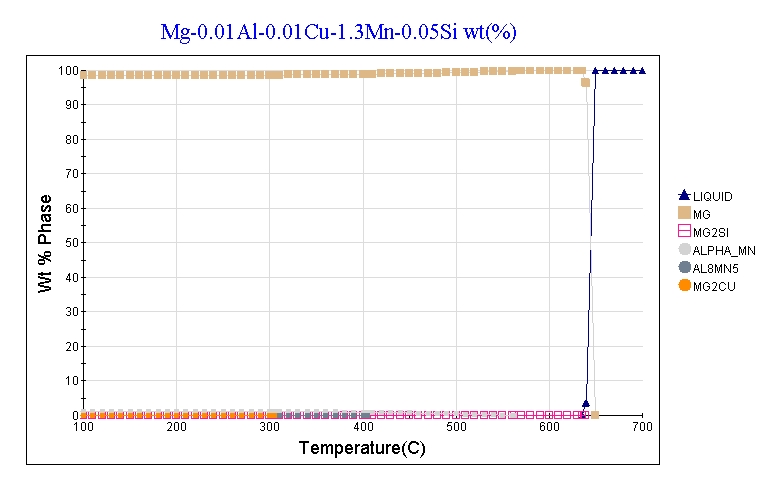 Mg-0.01Al-0.01Cu-1.3Mn-0.05Si wt(%)
100
90
80
70
60
50
40
30
20
10
0
Wt % Phase
100 200 300 400 500 600 700
Temperature(C)
LIQUID
MG
MG2SI
ALPHA_MN
AL8MN5
MG2CU